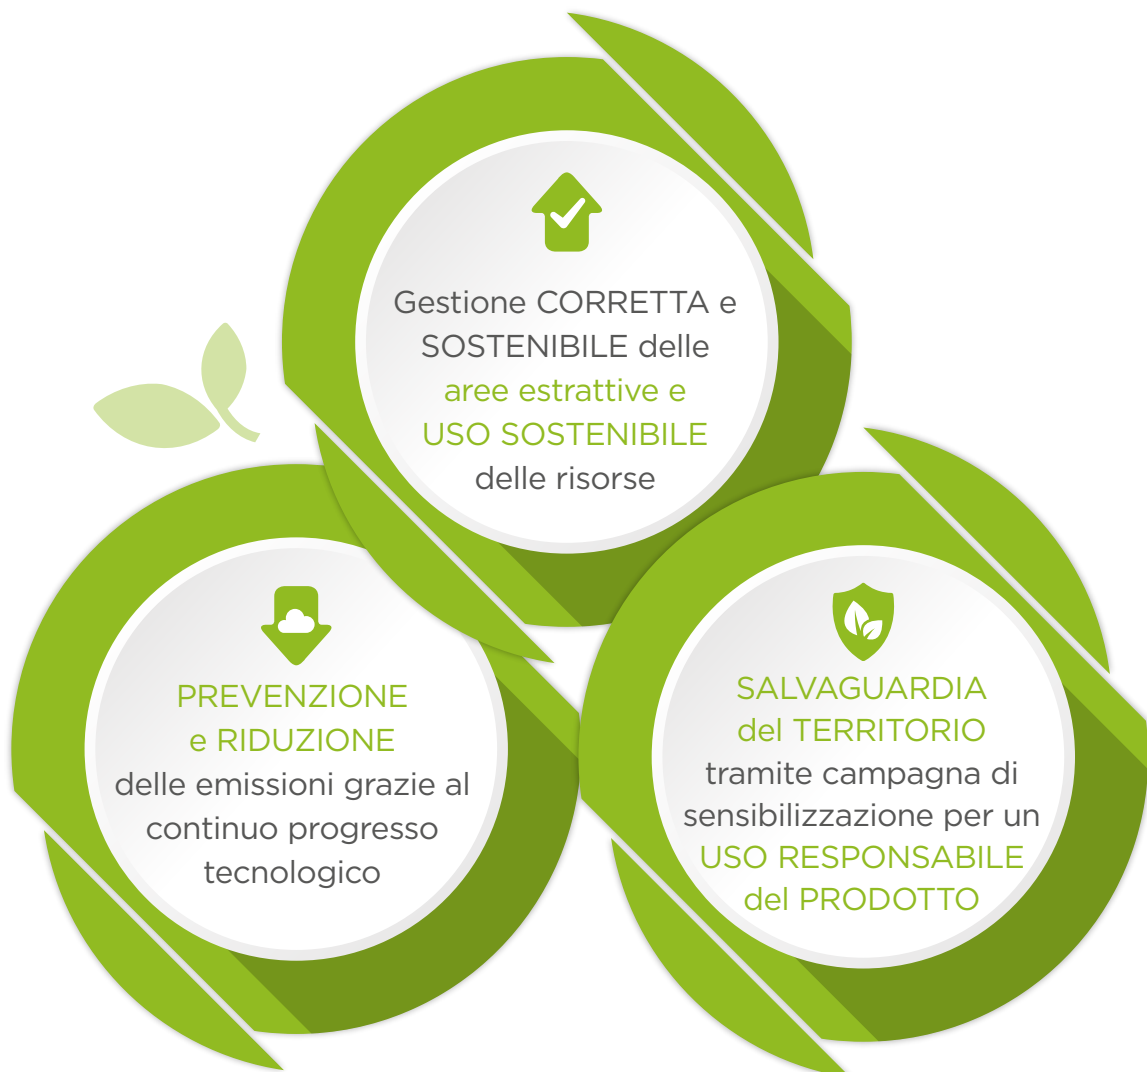 Gestione CORRETTA e
SOSTENIBILE delle
aree estrattive e
USO SOSTENIBILE
delle risorse
PREVENZIONE
e RIDUZIONE
delle emissioni grazie al
continuo progresso
tecnologico
SALVAGUARDIA
del TERRITORIO
tramite campagna di
sensibilizzazione per un
USO RESPONSABILE
del PRODOTTO